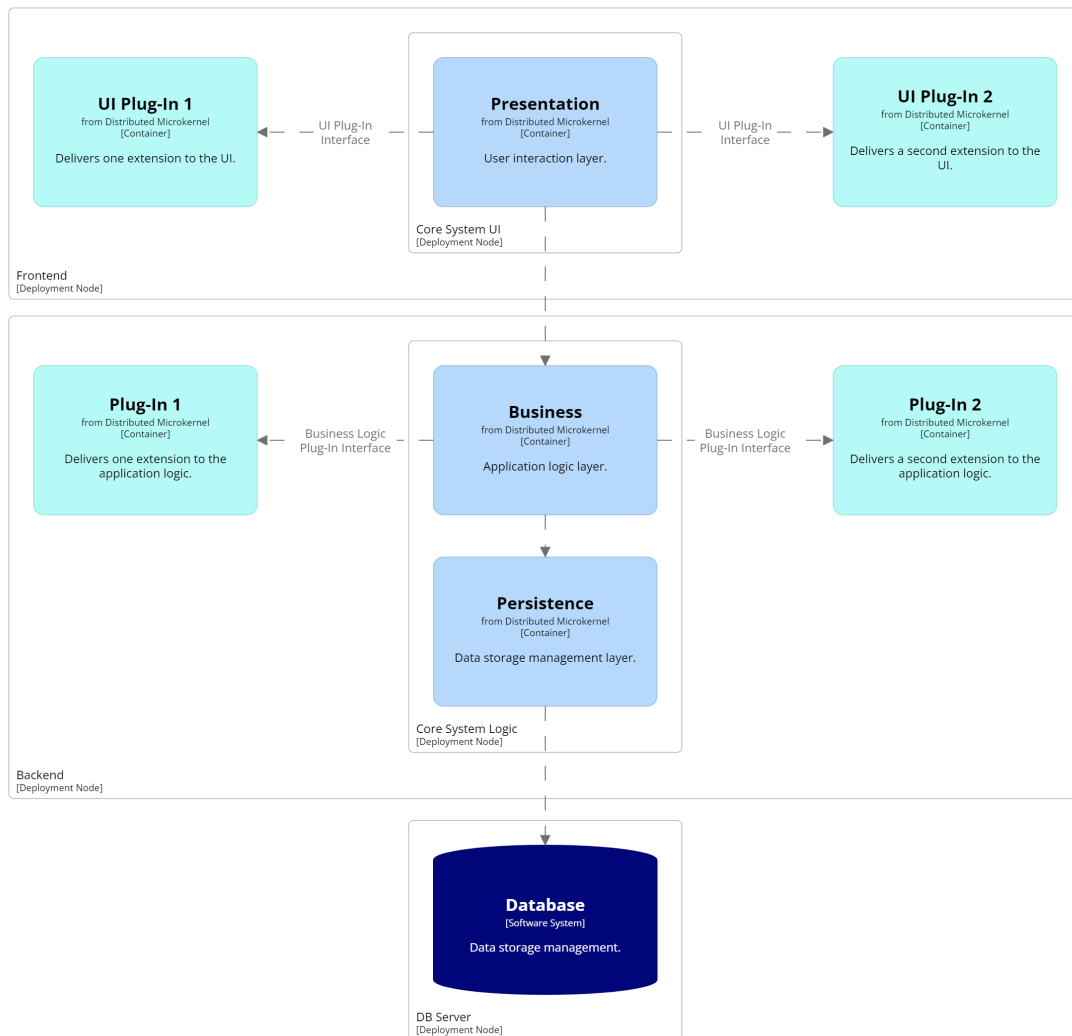 UI Plug-In 1
from Distributed Microkernel
[Container]
Delivers one extension to the UI.
UI Plug-In
Interface
Presentation
from Distributed Microkernel
[Container]
User interaction layer.
UI Plug-In
Interface
UI Plug-In 2
from Distributed Microkernel
[Container]
Delivers a second extension to the
UI.
Core System UI
[Deployment Node]
Frontend
[Deployment Node]
Plug-In 1
from Distributed Microkernel
[Container]
Delivers one extension to the
application logic.
Business Logic
Plug-In Interface
Business
from Distributed Microkernel
[Container]
Application logic layer.
Business Logic
Plug-In Interface
Plug-In 2
from Distributed Microkernel
[Container]
Delivers a second extension to the
application logic.
Persistence
from Distributed Microkernel
[Container]
Data storage management layer.
Core System Logic
[Deployment Node]
Backend
[Deployment Node]
Database
[Software System]
Data storage management.
DB Server
[Deployment Node]